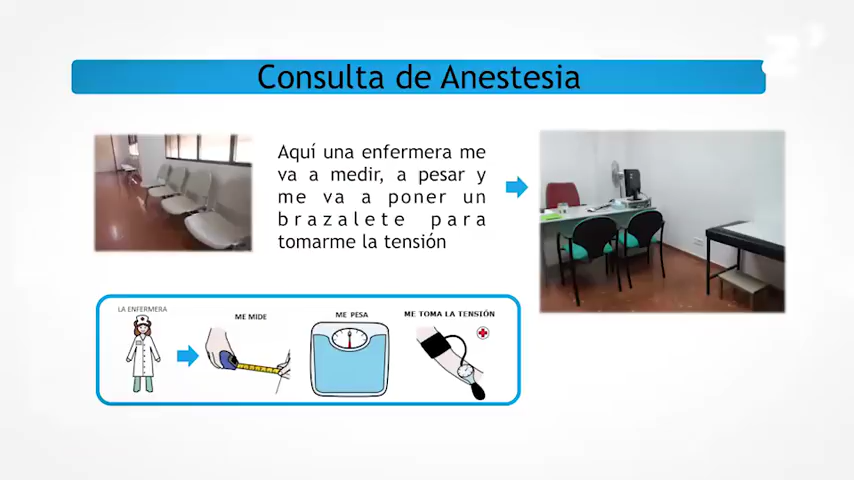 Consulta de Anestesia
Aquí una enfermera me
va a medir, a pesar y
me va a poner un
brazalete para
tomarme la tensión
LA ENFERMERA
ME MIDE
ME PESA
ME TOMA LA TENSIÓN